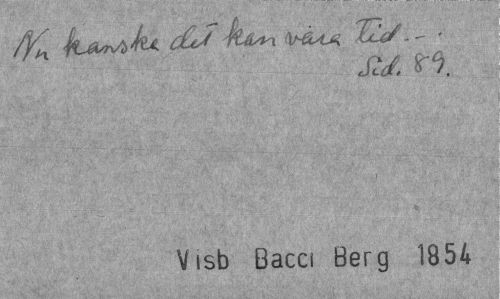 Nu kanske det kan vara Tid. –.
Sid. 89.
Visb Bacci Berg 1854